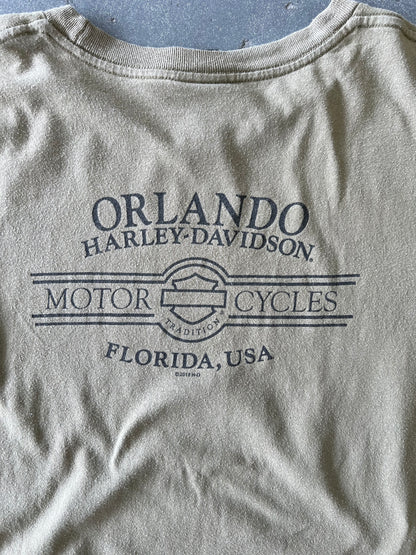 ORLANDO
HARLEY-DAVIDSON®
MOTOR CYCLES
TRADITION
FLORIDA, USA